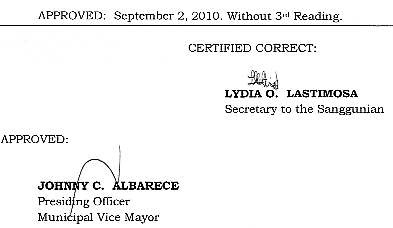 APPROVED: September 2, 2010. Without 3rd Reading.
CERTIFIED CORRECT:
LYDIA O. LASTIMOSA
Secretary to the Sanggunian
APPROVED:
JOHNNY C. ALBARECE
Presiding Officer
Municipal Vice Mayor